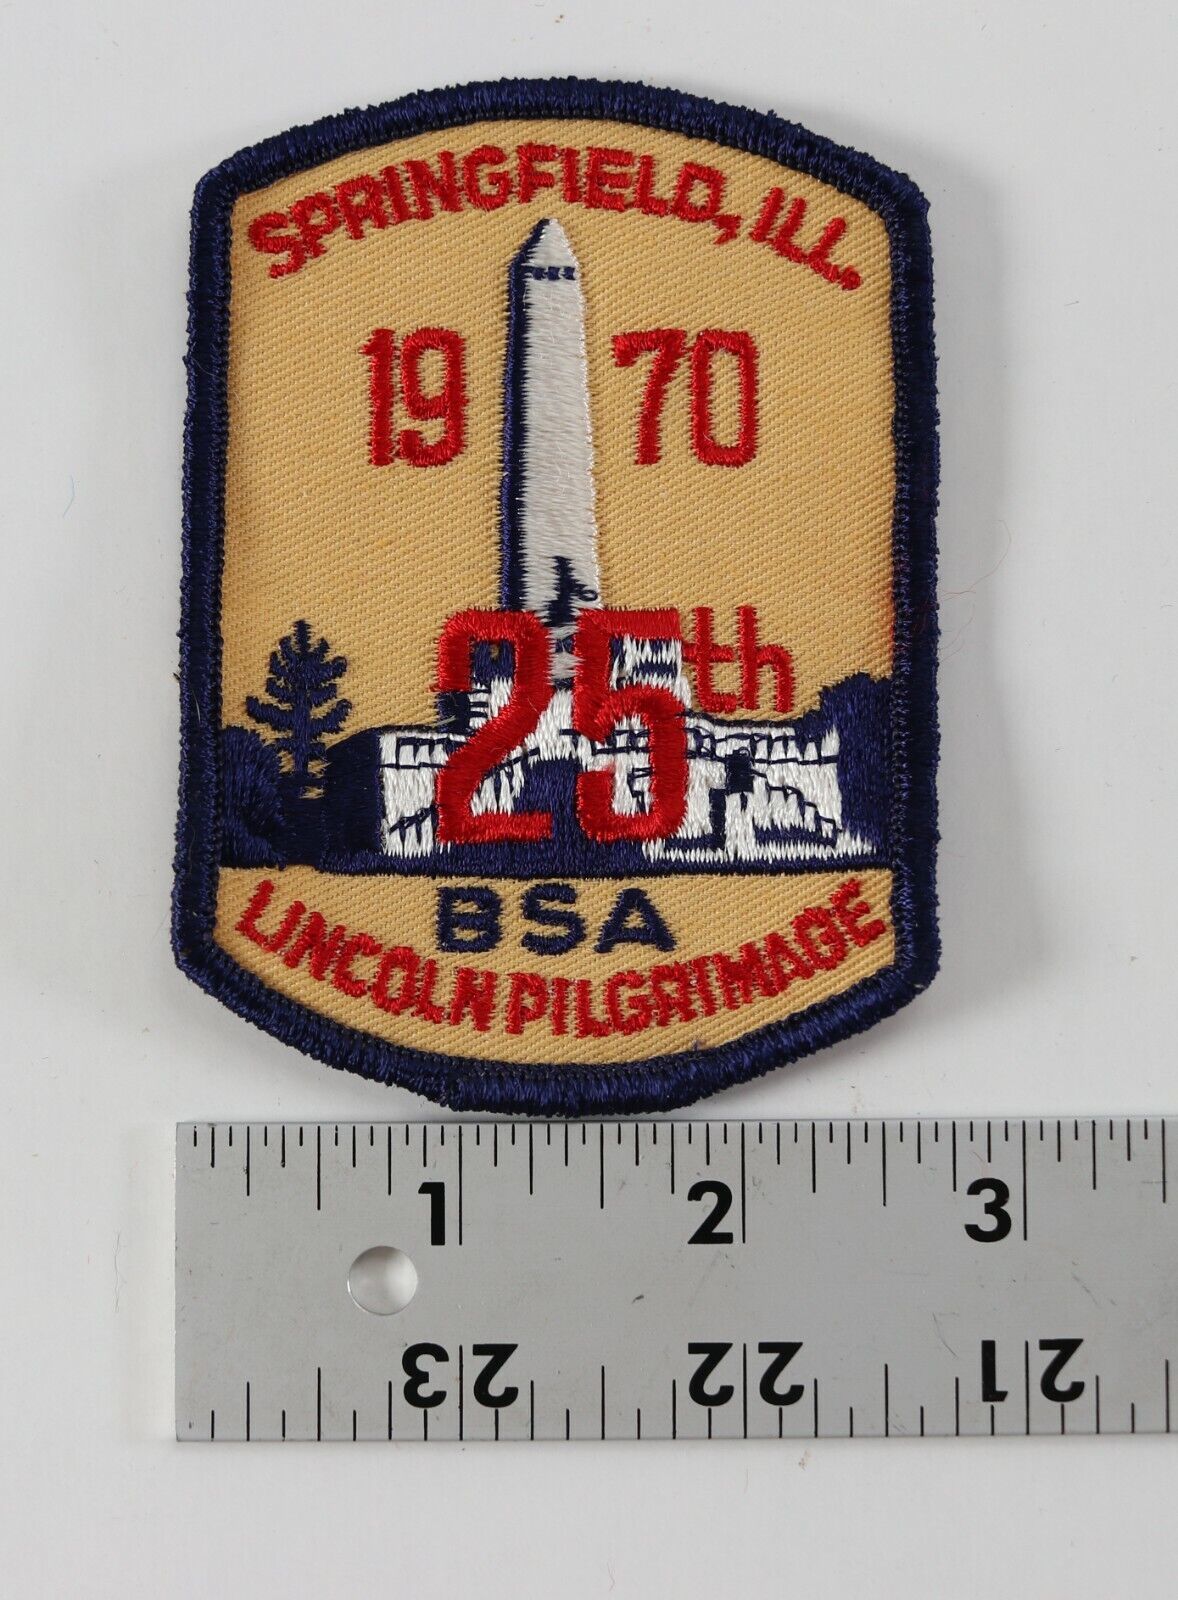 SPRINGFIELD, ILL.
19 70
25th
BSA
LINCOLN PILGRIMAGE
1 2 3
23 22 21